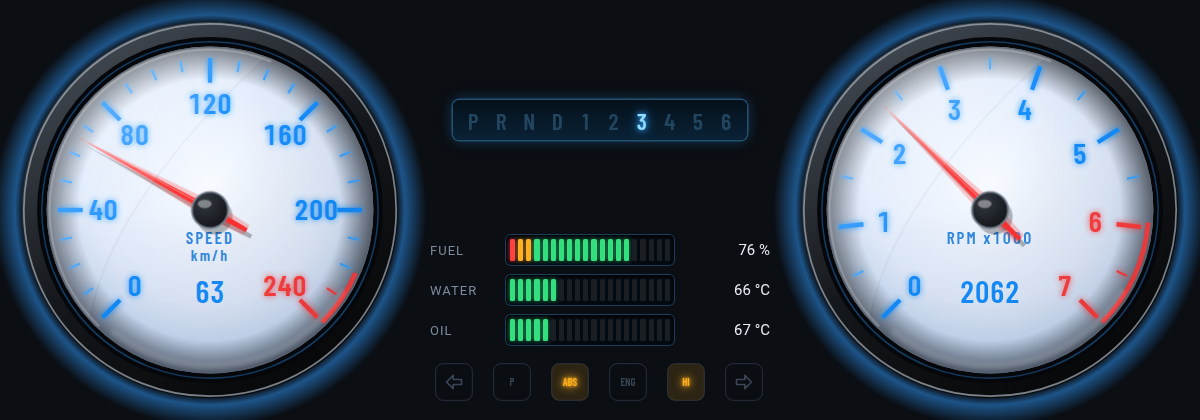 0
40
80
120
160
200
240
SPEED
km/h
63
P R N D 1 2 3 4 5 6
FUEL 76 %
WATER 66 °C
OIL 67 °C
P ABS ENG HI
0
1
2
3
4
5
6
7
RPM x1000
2062